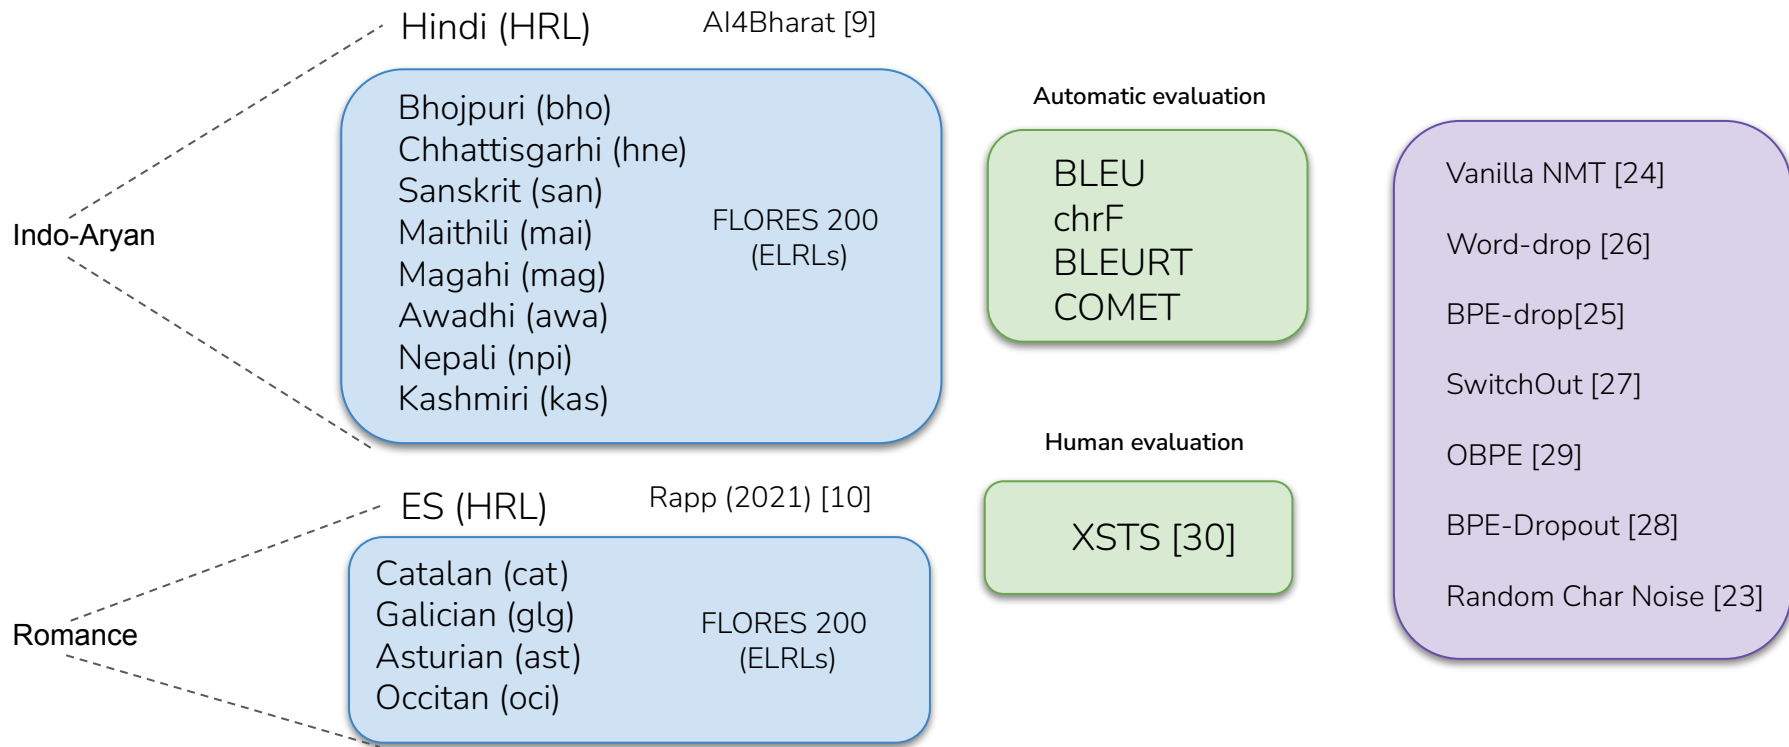 Hindi (HRL)
AI4Bharat [9]
Indo-Aryan
Bhojpuri (bho)
Chhattisgarhi (hne)
Sanskrit (san)
Maithili (mai)
Magahi (mag)
Awadhi (awa)
Nepali (npi)
Kashmiri (kas)
FLORES 200
(ELRLs)
Romance
ES (HRL)
Rapp (2021) [10]
Catalan (cat)
Galician (glg)
Asturian (ast)
Occitan (oci)
FLORES 200
(ELRLs)
Automatic evaluation
BLEU
chrF
BLEURT
COMET
Human evaluation
XSTS [30]
Vanilla NMT [24]
Word-drop [26]
BPE-drop[25]
SwitchOut [27]
OBPE [29]
BPE-Dropout [28]
Random Char Noise [23]